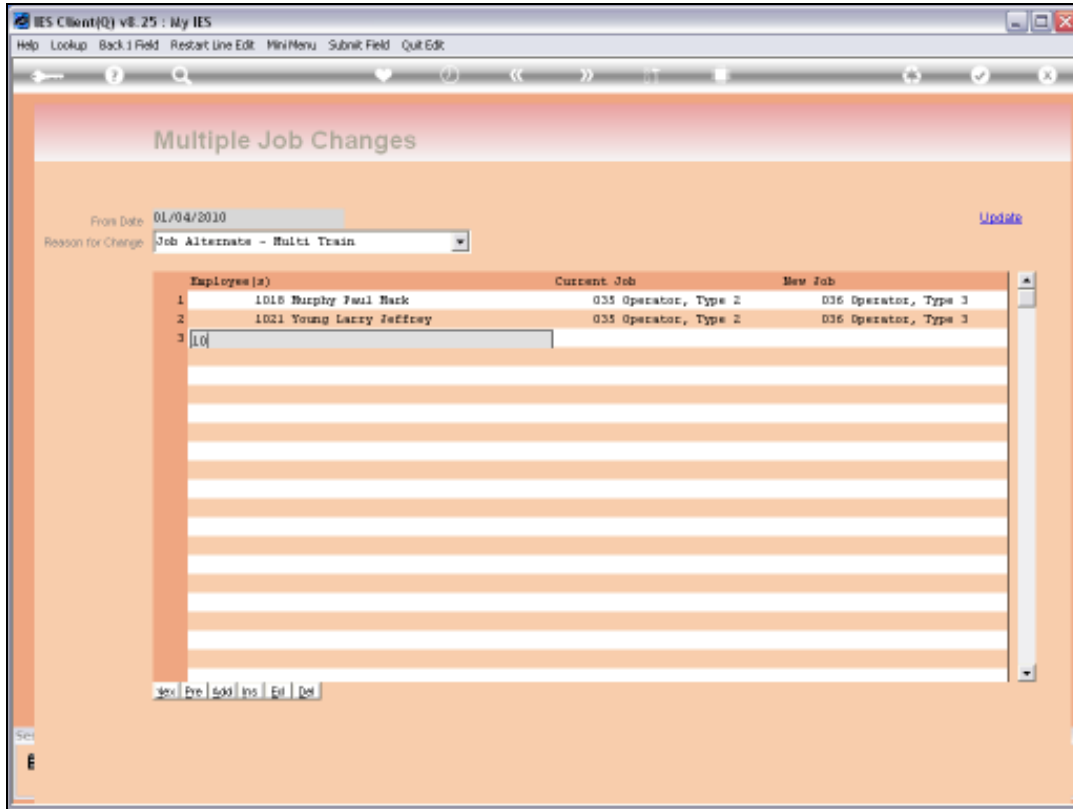 IES Client(Q) v8.25 : My IES
Help Lookup Back 1 Field Restart Line Edit MiniMenu Submit Field Quit Edit
Multiple Job Changes
From Date 01/04/2010 Update
Reason for Change Job Alternate - Multi Train
Employee(s) Current Job New Job
1 1018 Murphy Paul Mark 035 Operator, Type 2 036 Operator, Type 3
2 1021 Young Larry Jeffrey 035 Operator, Type 2 036 Operator, Type 3
3 10
Nex Pre Add Ins Edi Del
Ses